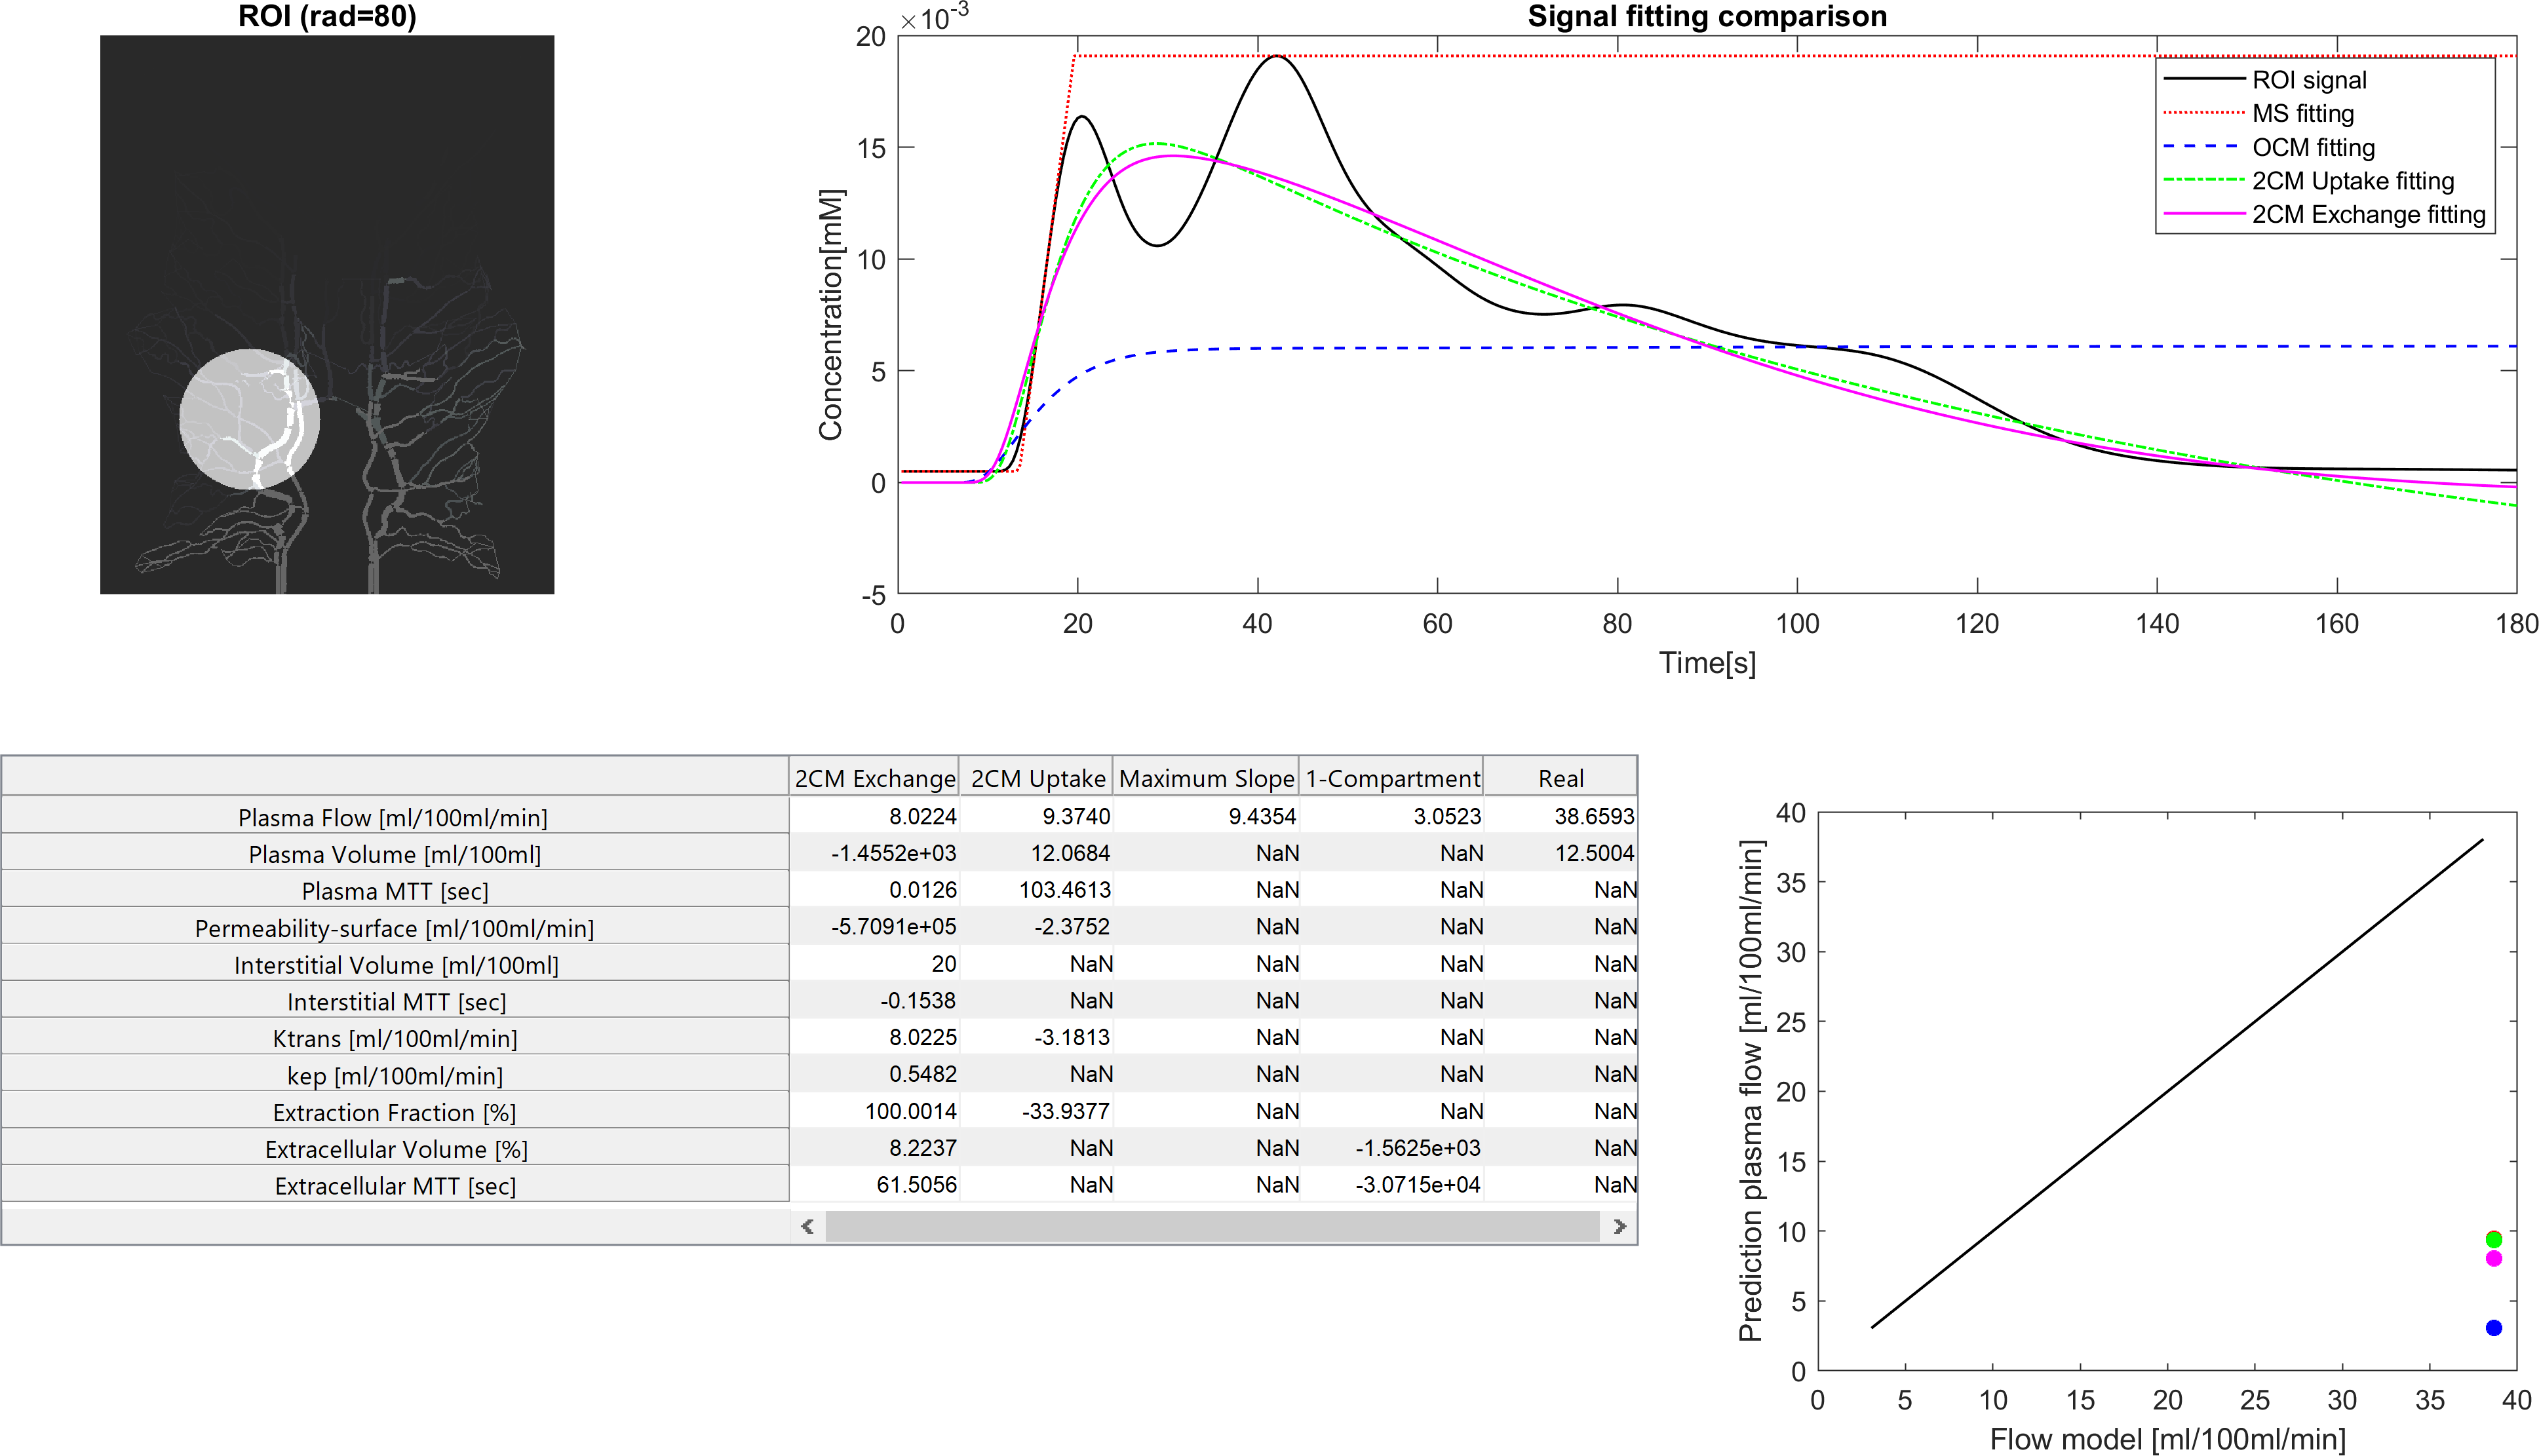 ROI (rad=80)
Signal fitting comparison
×10-3
20
15
10
5
0
-5
Concentration[mM]
0 20 40 60 80 100 120 140 160 180
Time[s]
ROI signal
MS fitting
OCM fitting
2CM Uptake fitting
2CM Exchange fitting
2CM Exchange 2CM Uptake Maximum Slope 1-Compartment Real
Plasma Flow [ml/100ml/min] 8.0224 9.3740 9.4354 3.0523 38.6593
Plasma Volume [ml/100ml] -1.4552e+03 12.0684 NaN NaN 12.5004
Plasma MTT [sec] 0.0126 103.4613 NaN NaN NaN
Permeability-surface [ml/100ml/min] -5.7091e+05 -2.3752 NaN NaN NaN
Interstitial Volume [ml/100ml] 20 NaN NaN NaN NaN
Interstitial MTT [sec] -0.1538 NaN NaN NaN NaN
Ktrans [ml/100ml/min] 8.0225 -3.1813 NaN NaN NaN
kep [ml/100ml/min] 0.5482 NaN NaN NaN NaN
Extraction Fraction [%] 100.0014 -33.9377 NaN NaN NaN
Extracellular Volume [%] 8.2237 NaN NaN -1.5625e+03 NaN
Extracellular MTT [sec] 61.5056 NaN NaN -3.0715e+04 NaN
40
35
30
25
20
15
10
5
0
Prediction plasma flow [ml/100ml/min]
0 5 10 15 20 25 30 35 40
Flow model [ml/100ml/min]